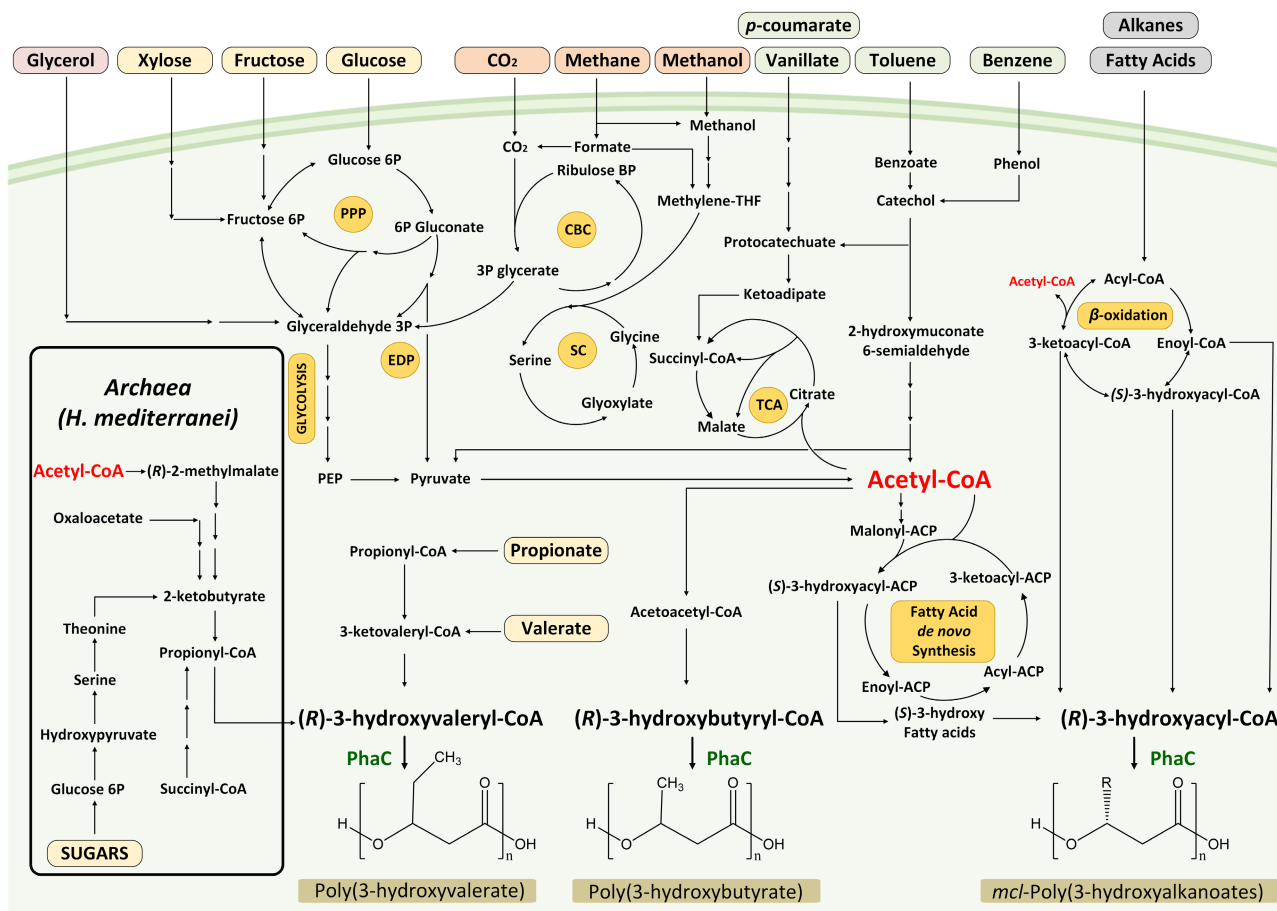 p-coumarate
Alkanes
Glycerol
Xylose
Fructose
Glucose
CO₂
Methane
Methanol
Vanillate
Toluene
Benzene
Fatty Acids
Methanol
CO₂
Formate
Glucose 6P
Ribulose BP
Benzoate
Phenol
Methylene-THF
Catechol
Fructose 6P
PPP
6P Gluconate
CBC
Protocatechuate
3P glycerate
Acetyl-CoA
Acyl-CoA
Ketoadipate
β-oxidation
Glyceraldehyde 3P
2-hydroxymuconate
6-semialdehyde
Glycine
3-ketoacyl-CoA
Enoyl-CoA
EDP
Serine
SC
Succinyl-CoA
GLYCOLYSIS
Archaea
(H. mediterranei)
Glyoxylate
TCA
Citrate
(S)-3-hydroxyacyl-CoA
Malate
Acetyl-CoA
(R)-2-methylmalate
PEP
Pyruvate
Acetyl-CoA
Oxaloacetate
Malonyl-ACP
Propionyl-CoA
Propionate
(S)-3-hydroxyacyl-ACP
3-ketoacyl-ACP
2-ketobutyrate
Acetoacetyl-CoA
Fatty Acid
de novo
Synthesis
Theonine
3-ketovaleryl-CoA
Valerate
Propionyl-CoA
Serine
Acyl-ACP
Enoyl-ACP
(R)-3-hydroxyvaleryl-CoA
(R)-3-hydroxybutyryl-CoA
(S)-3-hydroxy
Fatty acids
(R)-3-hydroxyacyl-CoA
Hydroxypyruvate
PhaC
PhaC
PhaC
Glucose 6P
Succinyl-CoA
CH₃
O
H
O
OH
n
CH₃
O
H
O
OH
n
R
O
H
O
OH
n
SUGARS
Poly(3-hydroxyvalerate)
Poly(3-hydroxybutyrate)
mcl-Poly(3-hydroxyalkanoates)